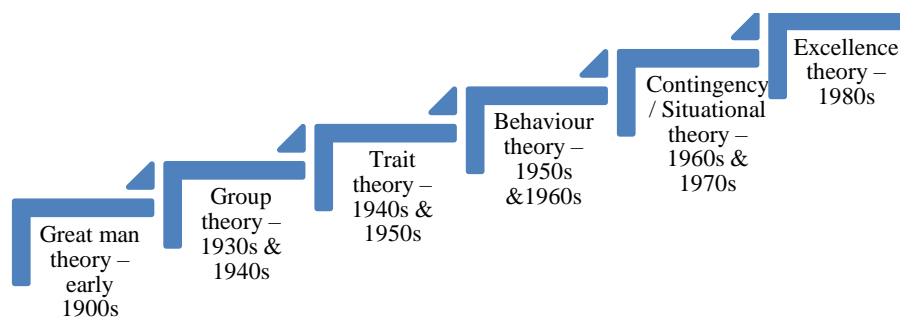 Great man
theory –
early
1900s
Group
theory –
1930s &
1940s
Trait
theory –
1940s &
1950s
Behaviour
theory –
1950s
&1960s
Contingency
/ Situational
theory –
1960s &
1970s
Excellence
theory –
1980s